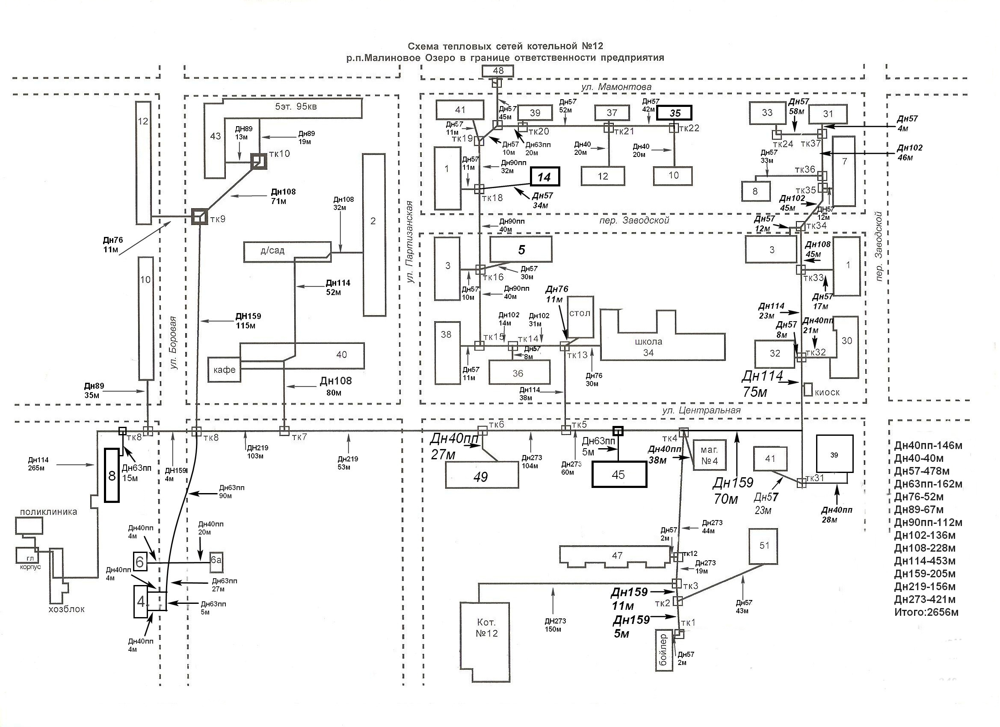 Схема тепловых сетей котельной №12
р.п.Малиновое Озеро в границе ответственности предприятия
48
ул. Мамонтова
12
5эт. 95кв
43
ДН89
13м
Дн89
19м
тк10
Дн108
71м
тк9
Дн76
11м
2
Дн108
32м
д/сад
Дн114
52м
10
ДН159
115м
ул. Боровая
40
кафе
Дн108
80м
Дн89
35м
ул. Партизанская
41
Дн57
45м
39
Дн57
52м
37
Дн57
42м
35
Дн57
11м
тк19
тк20
тк21
тк22
Дн57
10м
Дн63пп
20м
Дн40
20м
Дн40
20м
1
Дн57
11м
Дн90пп
32м
14
12
10
тк18
Дн57
34м
33
Дн57
58м
31
Дн57
4м
тк24
тк37
Дн102
46м
Дн57
33м
7
тк36
8
тк35
Дн102
45м
Дн57
12м
пер. Заводской
Дн90пп
40м
Дн57
12м
тк34
пер. Заводской
3
5
тк16
Дн57
30м
Дн57
10м
Дн90пп
40м
3
Дн108
45м
1
тк33
Дн57
17м
Дн76
11м
стол
38
Дн102
14м
Дн102
31м
тк15
тк14
тк13
Дн57
8м
Дн57
11м
36
школа
34
Дн76
30м
Дн114
38м
Дн114
23м
Дн57
8м
Дн40пп
21м
32
тк32
30
Дн114
75м
киоск
ул. Центральная
тк8
тк8
тк7
тк6
тк5
тк4
Дн114
265м
8
Дн63пп
15м
ДН159
4м
ДН219
103м
Дн219
53м
Дн40пп
27м
49
Дн273
104м
Дн273
60м
Дн63пп
5м
45
Дн40пп
38м
маг.
№4
Дн159
70м
41
39
тк31
Дн57
23м
Дн40пп
28м
Дн63пп
90м
поликлиника
гл
корпус
хозблок
Дн40пп
4м
Дн40пп
20м
6
6а
Дн40пп
4м
Дн63пп
27м
4
Дн63пп
5м
Дн40пп
4м
Дн273
44м
Дн57
2м
47
тк12
51
Дн273
19м
тк3
Дн159
11м
тк2
Дн57
43м
Дн159
5м
тк1
ДН273
150м
Кот.
№12
бойлер
Дн57
2м
Дн40пп-146м
Дн40-40м
Дн57-478м
Дн63пп-162м
Дн76-52м
Дн89-67м
Дн90пп-112м
Дн102-136м
Дн108-228м
Дн114-453м
Дн159-205м
Дн219-156м
Дн273-421м
Итого:2656м